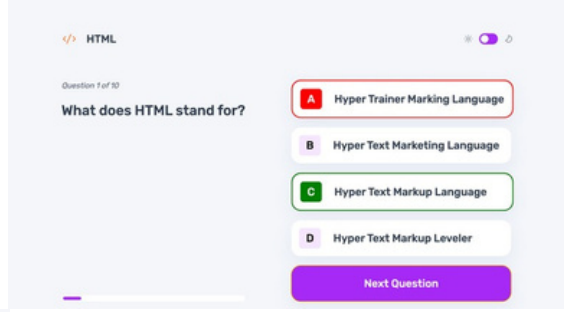 </> HTML
Question 1 of 10
What does HTML stand for?
A Hyper Trainer Marking Language
B Hyper Text Marketing Language
C Hyper Text Markup Language
D Hyper Text Markup Leveler
Next Question